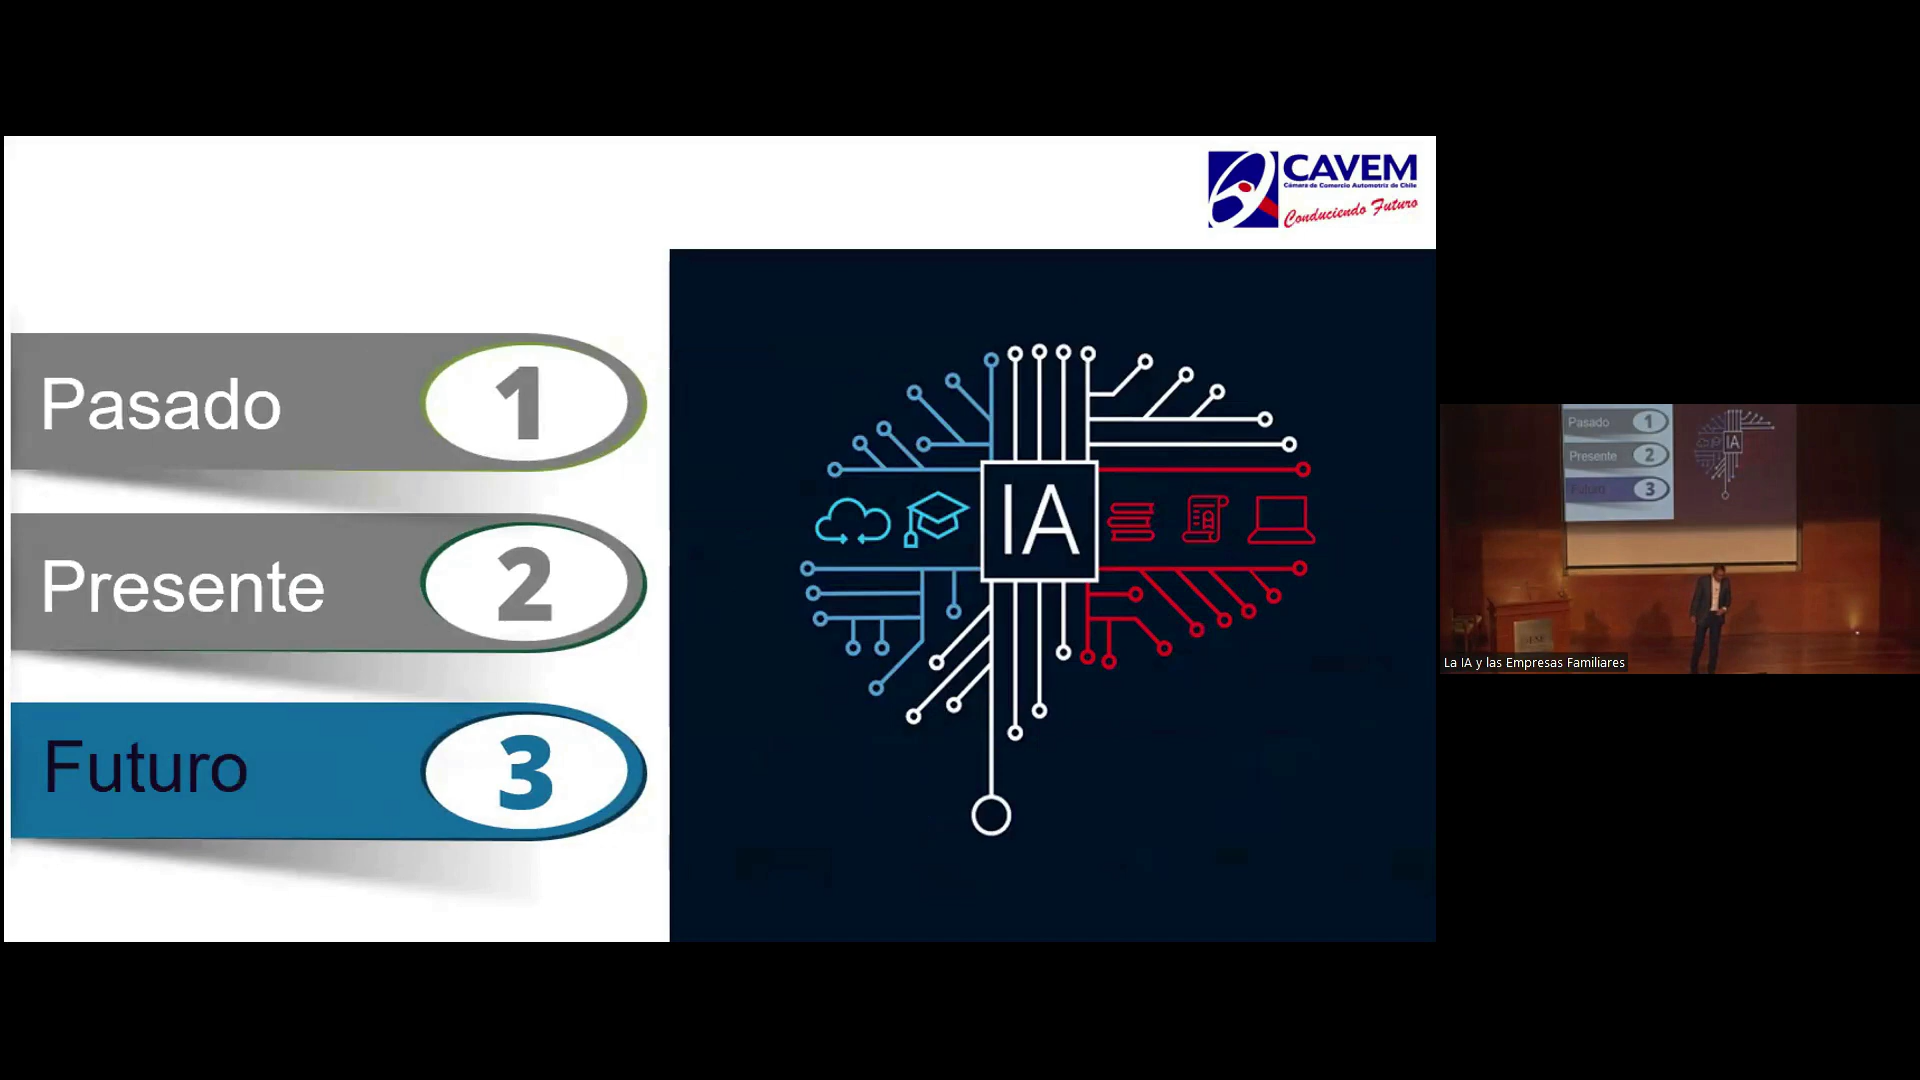 CAVEM
Cámara de Comercio Automotriz de Chile
Conduciendo Futuro
Pasado 1
Presente 2
Futuro 3
IA
Pasado 1
Presente 2
Futuro 3
IA
La IA y las Empresas Familiares